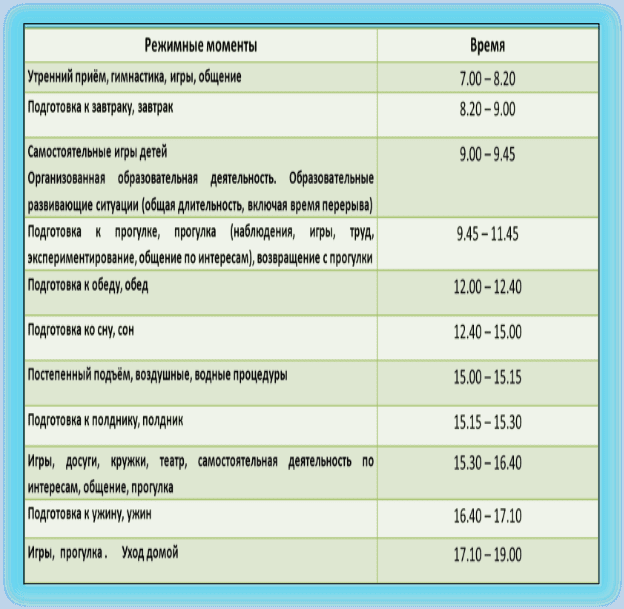 Режимные моменты Время
Утренний приём, гимнастика, игры, общение 7.00 – 8.20
Подготовка к завтраку, завтрак 8.20 – 9.00
Самостоятельные игры детей 9.00 – 9.45
Организованная образовательная деятельность. Образовательные
развивающие ситуации (общая длительность, включая время перерыва)
Подготовка к прогулке, прогулка (наблюдения, игры, труд, 9.45 – 11.45
экспериментирование, общение по интересам), возвращение с прогулки
Подготовка к обеду, обед 12.00 – 12.40
Подготовка ко сну, сон 12.40 – 15.00
Постепенный подъём, воздушные, водные процедуры 15.00 – 15.15
Подготовка к полднику, полдник 15.15 – 15.30
Игры, досуги, кружки, театр, самостоятельная деятельность по 15.30 – 16.40
интересам, общение, прогулка
Подготовка к ужину, ужин 16.40 – 17.10
Игры, прогулка . Уход домой 17.10 – 19.00